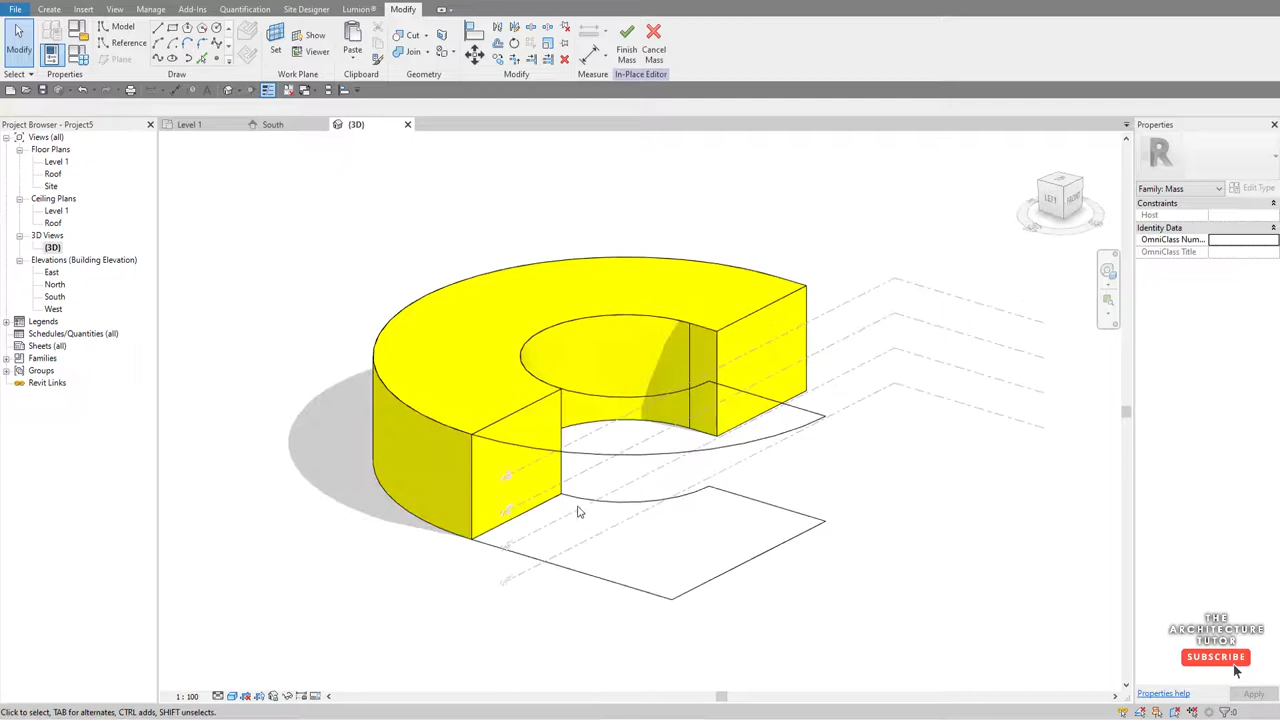 File Create Insert View Manage Add-Ins Quantification Site Designer Lumion® Modify
Modify
Model
Reference
Plane
Set
Show
Viewer
Paste
Cut
Join
Finish Mass
Cancel Mass
Select Properties Draw Work Plane Clipboard Geometry Modify Measure In-Place Editor
Project Browser - Project5
Level 1
South
(3D)
Properties
Views (all)
Floor Plans
Level 1
Roof
Site
Ceiling Plans
Level 1
Roof
3D Views
(3D)
Elevations (Building Elevation)
East
North
South
West
Legends
Schedules/Quantities (all)
Sheets (all)
Families
Groups
Revit Links
LEFT
FRONT
R
Family: Mass
Edit Type
Constraints
Host
Identity Data
OmniClass Num...
OmniClass Title
THE
ARCHITECTURE
TUTOR
SUBSCRIBE
Properties help
Apply
1 : 100
Click to select, TAB for alternates, CTRL adds, SHIFT unselects.
:0